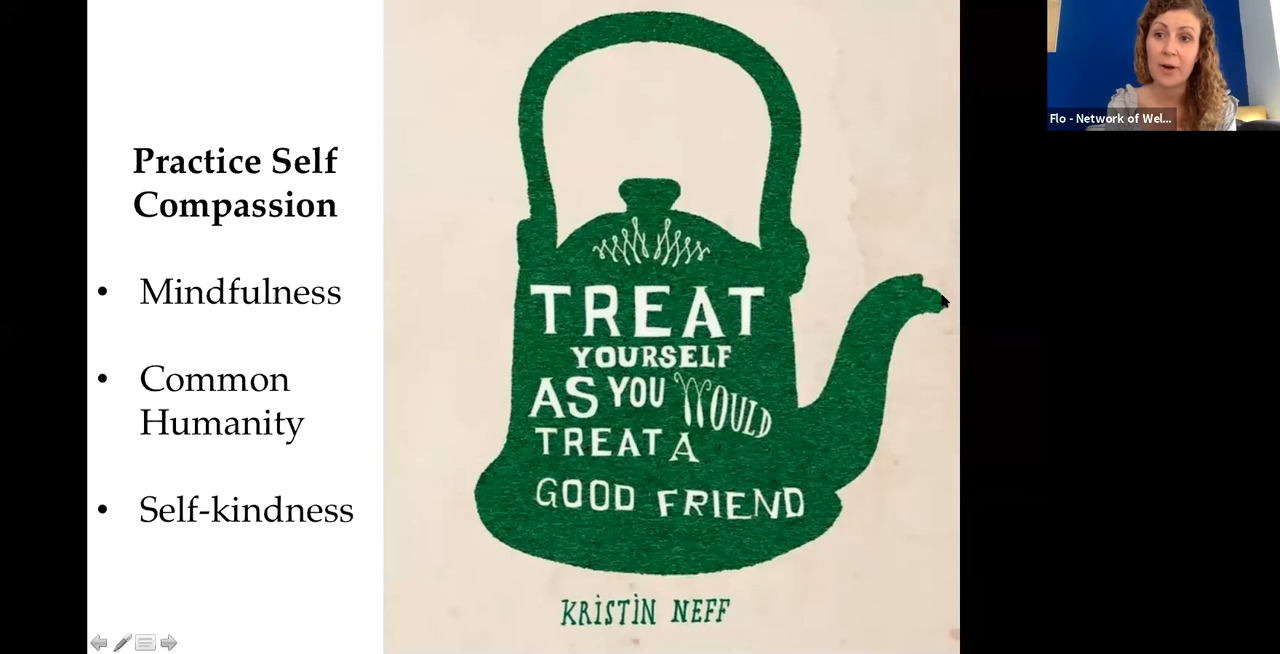 Practice Self
Compassion
• Mindfulness
• Common
Humanity
• Self-kindness
TREAT
YOURSELF
AS YOU WOULD
TREAT A
GOOD FRIEND
KRISTIN NEFF
Flo - Network of Wel...